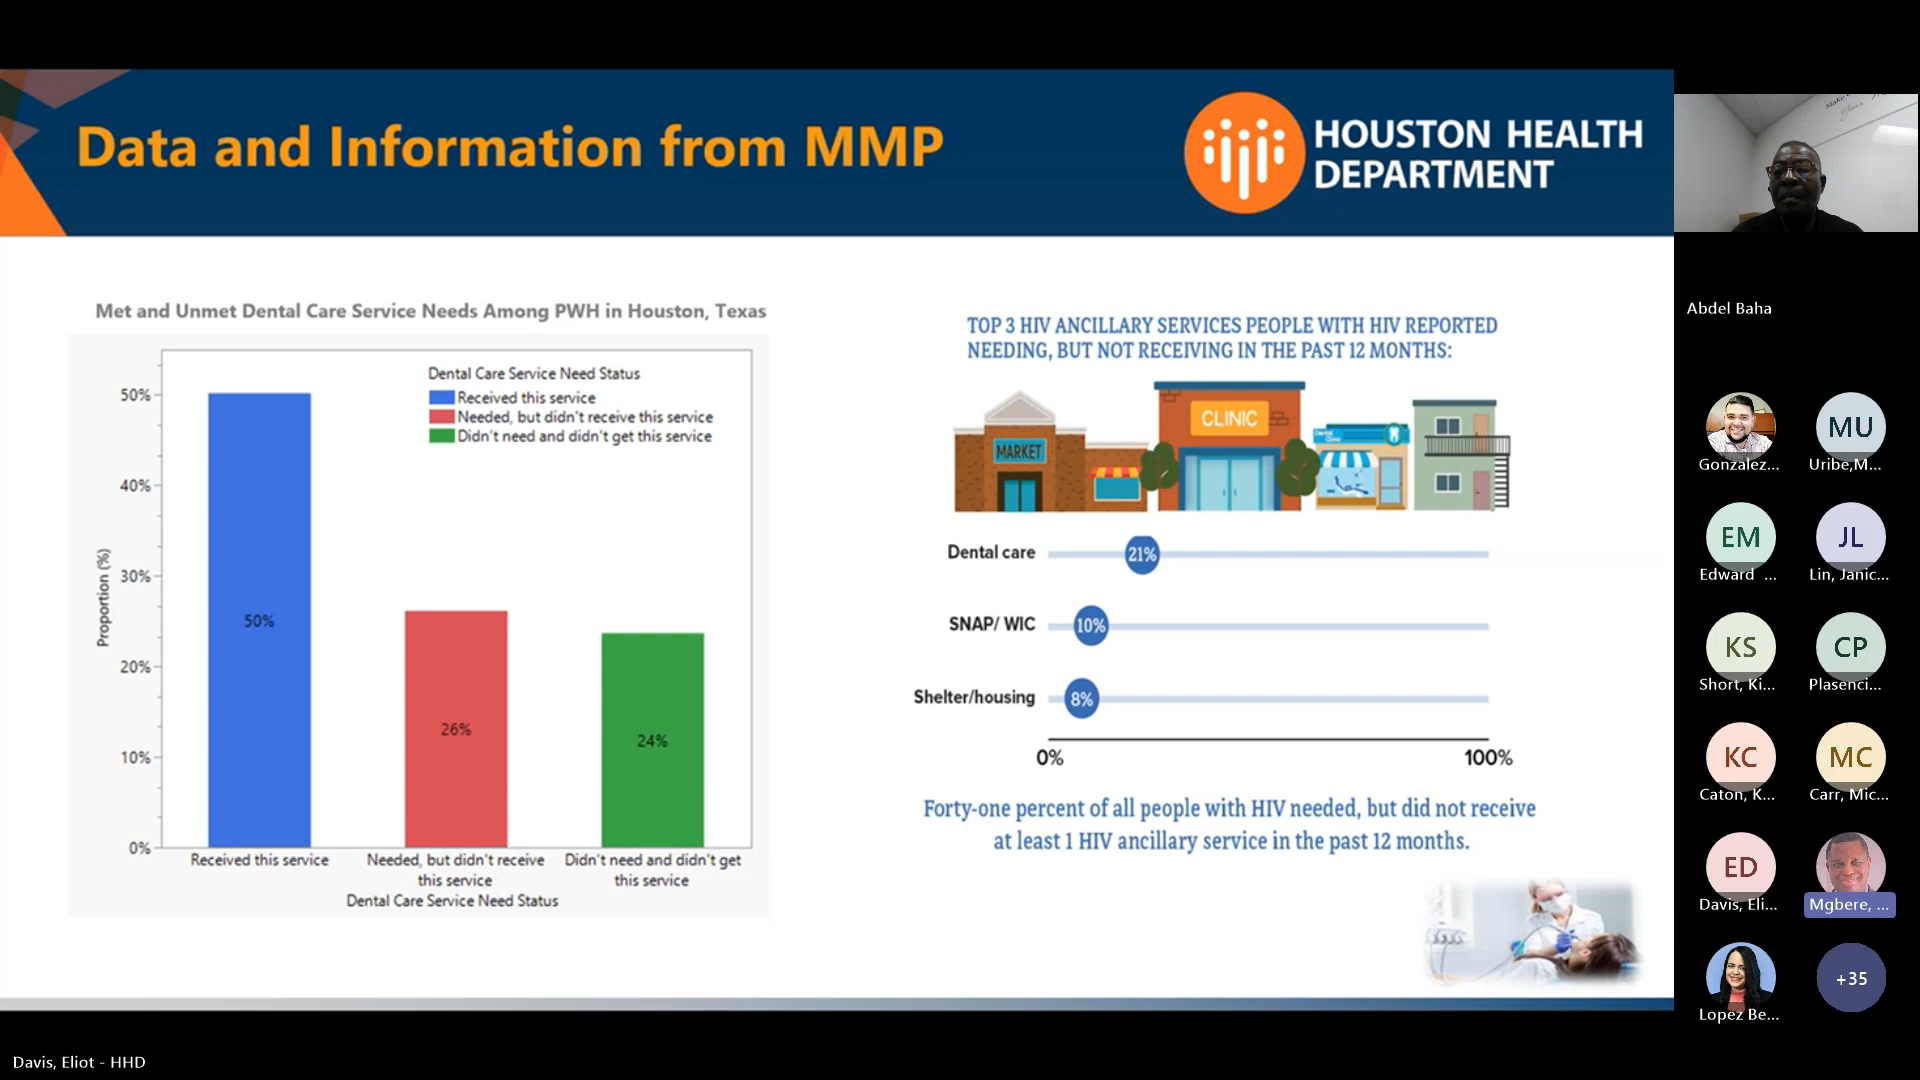 Data and Information from MMP
HOUSTON HEALTH
DEPARTMENT
Met and Unmet Dental Care Service Needs Among PWH in Houston, Texas
Dental Care Service Need Status
Received this service
Needed, but didn't receive this service
Didn't need and didn't get this service
Proportion (%)
50%
40%
30%
20%
10%
0%
50%
26%
24%
Received this service
Needed, but didn't receive
this service
Didn't need and didn't get
this service
Dental Care Service Need Status
TOP 3 HIV ANCILLARY SERVICES PEOPLE WITH HIV REPORTED
NEEDING, BUT NOT RECEIVING IN THE PAST 12 MONTHS:
MARKET
CLINIC
Dental
Clinic
Dental care
21%
SNAP/ WIC
10%
Shelter/housing
8%
0%
100%
Forty-one percent of all people with HIV needed, but did not receive
at least 1 HIV ancillary service in the past 12 months.
Abdel Baha
Gonzalez...
MU
Uribe,M...
EM
Edward ...
JL
Lin, Janic...
KS
Short, Ki...
CP
Plasenci...
KC
Caton, K...
MC
Carr, Mic...
ED
Davis, Eli...
Mgbere, ...
Lopez Be...
+35
Davis, Eliot - HHD